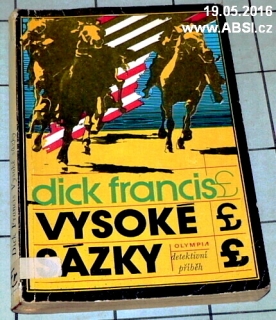 19.05.2016
www.ABSI.cz
dick francis £
VYSOKÉ £
SÁZKY £
OLYMPIA
detektivní
příběh